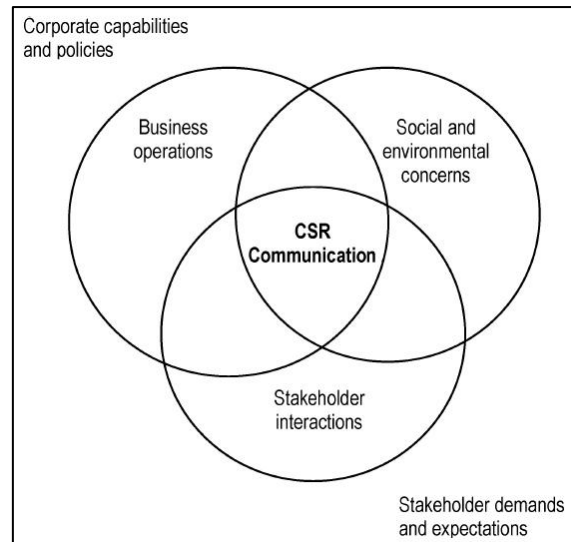 Corporate capabilities
and policies
Business
operations
Social and
environmental
concerns
CSR
Communication
Stakeholder
interactions
Stakeholder demands
and expectations